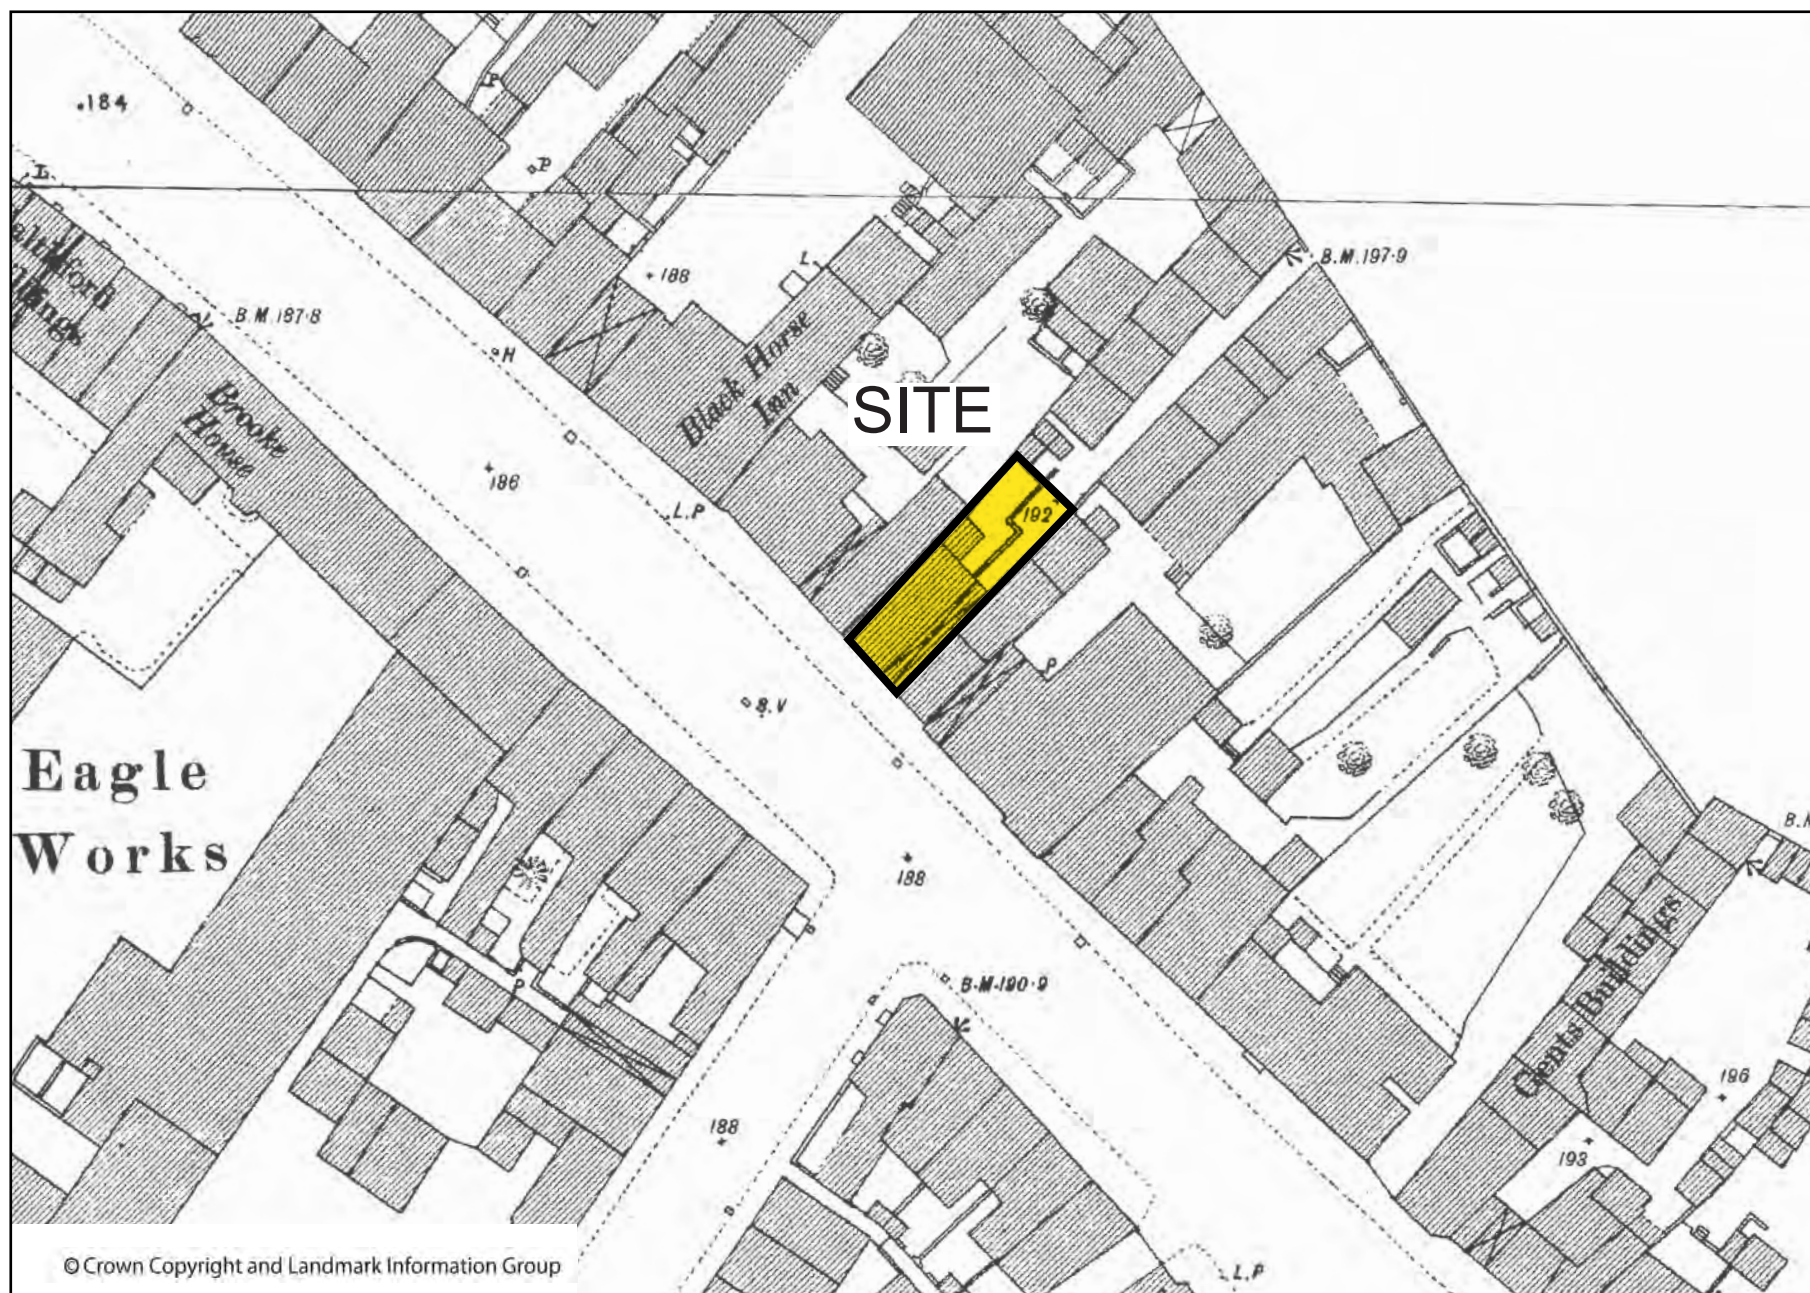 .184
P
L
P
+188
L
B.M.197·9
B.M.187·8
H
Black Horse
Inn
Brooke
House
SITE
186
L.P
192
P
S.V
Eagle
Works
188
B.M.190·9
P
Gents Buildings
196
188
193
L.P
© Crown Copyright and Landmark Information Group